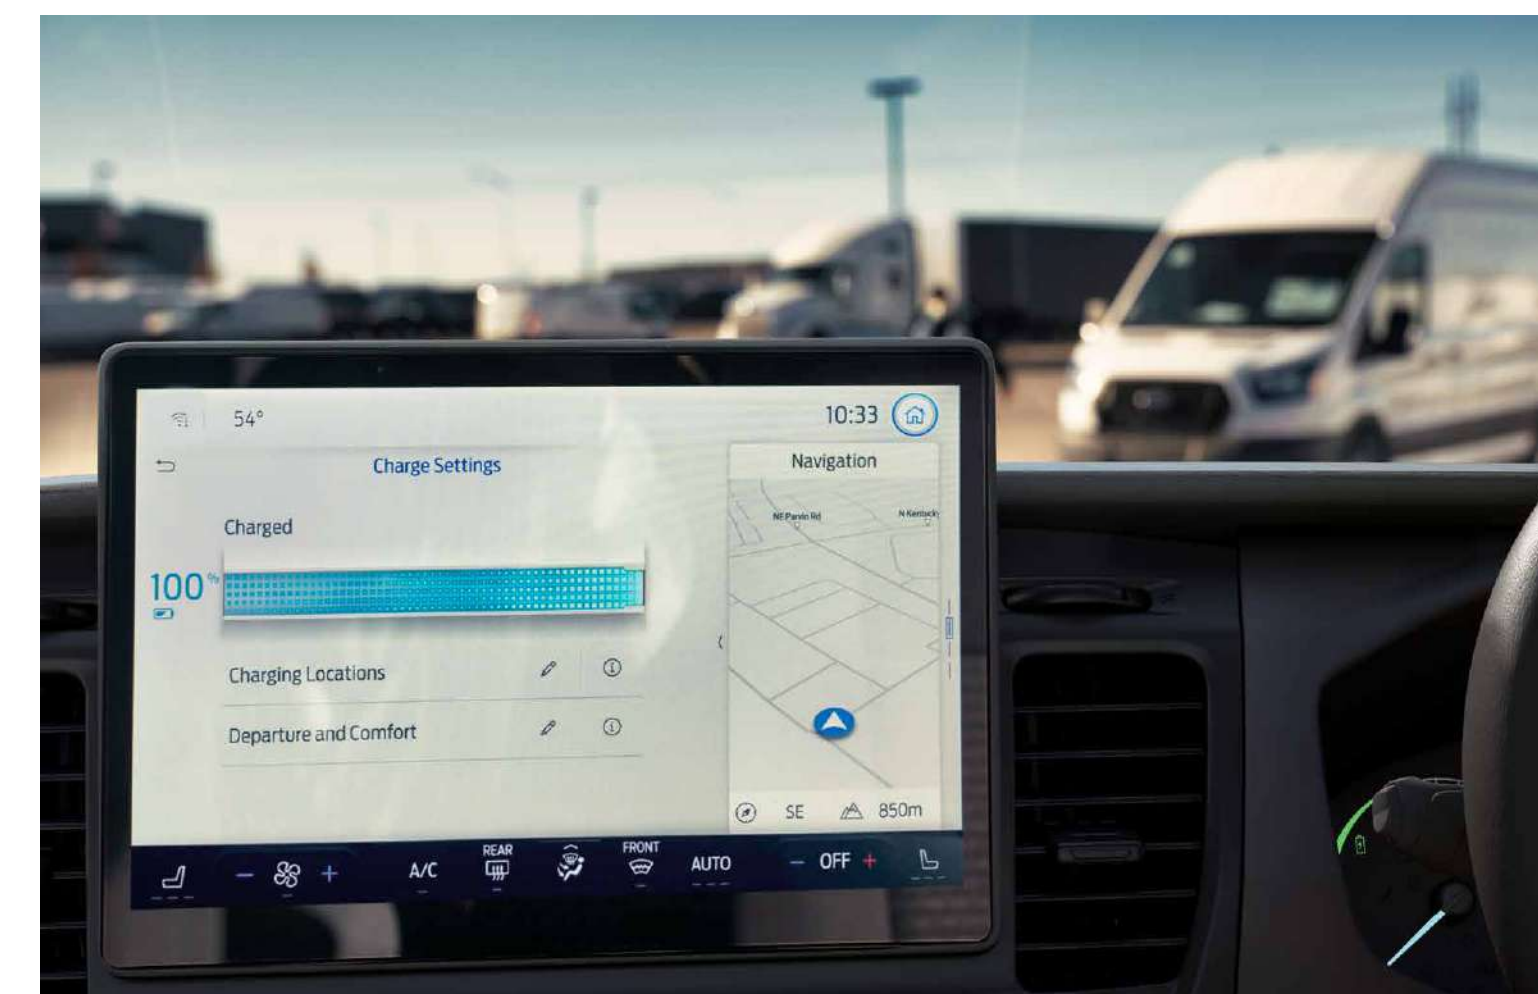 54°
10:33
Charge Settings
Charged
100%
Charging Locations
Departure and Comfort
Navigation
NE Parvin Rd
N Kentucky
SE
850m
A/C
REAR
FRONT
AUTO
- OFF +